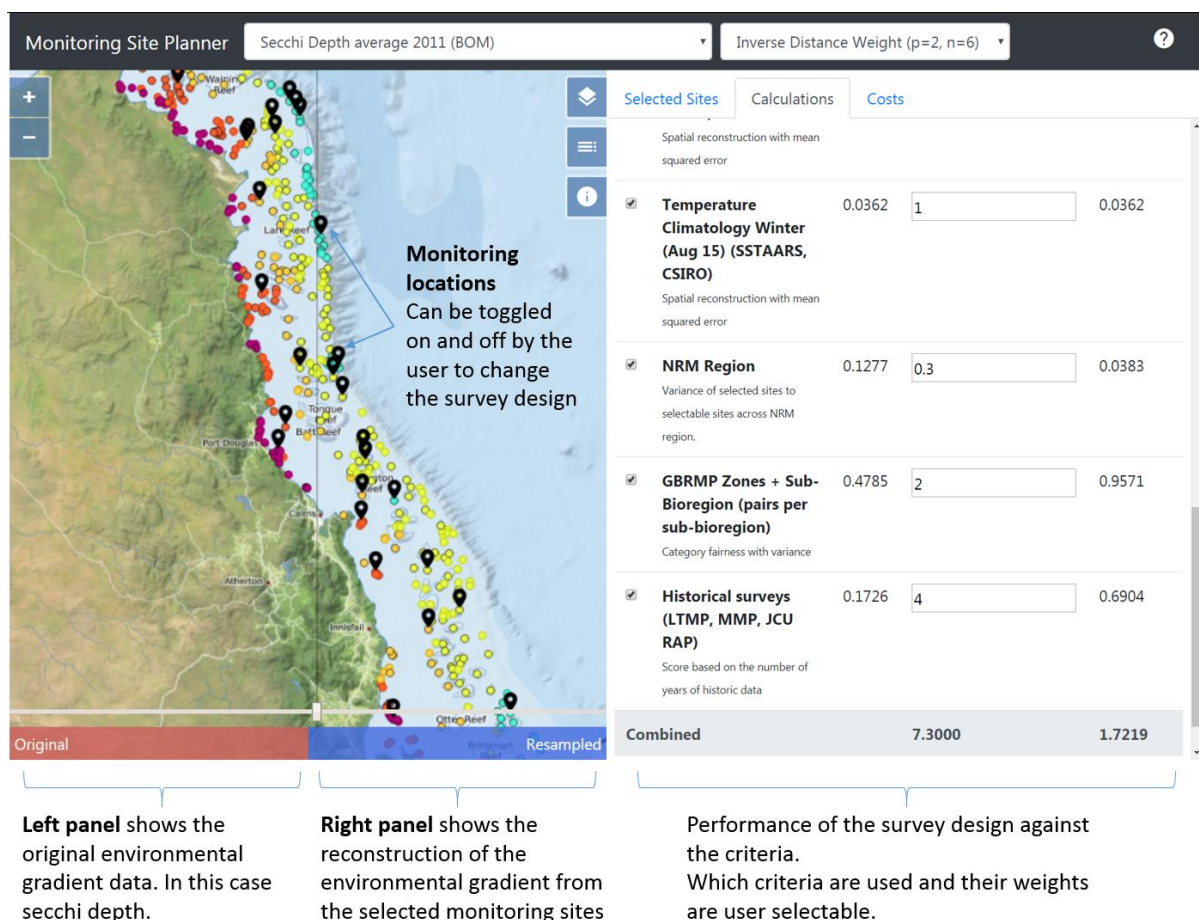 Monitoring Site Planner
Secchi Depth average 2011 (BOM)
Inverse Distance Weight (p=2, n=6)
?
+
−
i
Selected Sites
Calculations
Costs
Spatial reconstruction with mean
squared error
Temperature
Climatology Winter
(Aug 15) (SSTAARS,
CSIRO)
0.0362
1
0.0362
Spatial reconstruction with mean
squared error
NRM Region
0.1277
0.3
0.0383
Variance of selected sites to
selectable sites across NRM
region.
GBRMP Zones + Sub-
Bioregion (pairs per
sub-bioregion)
0.4785
2
0.9571
Category fairness with variance
Historical surveys
(LTMP, MMP, JCU
RAP)
0.1726
4
0.6904
Score based on the number of
years of historic data
Combined
7.3000
1.7219
Reef
Monitoring
locations
Can be toggled
on and off by the
user to change
the survey design
Tongue
Reef
Port Douglas
Cairns
Atherton
Innisfail
Otter Reef
Britomart
Original
Resampled
Left panel shows the
original environmental
gradient data. In this case
secchi depth.
Right panel shows the
reconstruction of the
environmental gradient from
the selected monitoring sites
Performance of the survey design against
the criteria.
Which criteria are used and their weights
are user selectable.